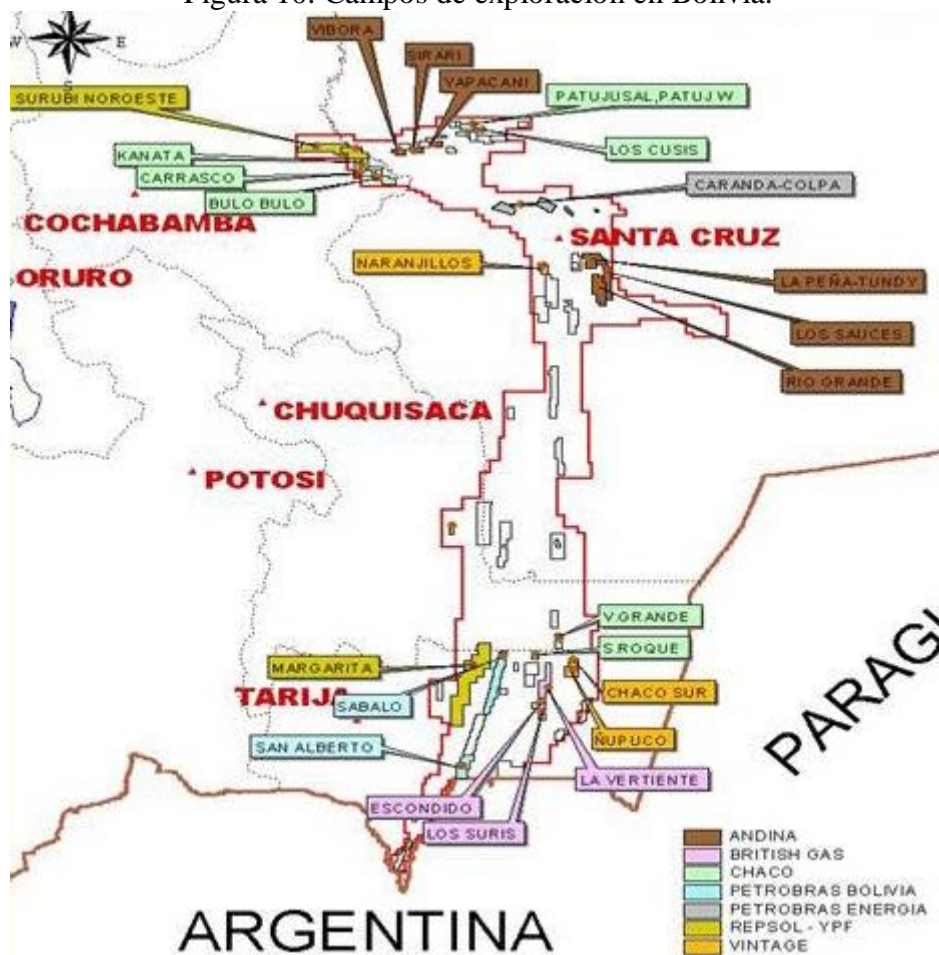 Figura 10. Campos de exploración en Bolivia.
W
E
S
VIBORA
SIRARI
YAPACANI
SURUBI NOROESTE
PATUJUSAL,PATUJ W
KANATA
LOS CUSIS
CARRASCO
BULO BULO
CARANDA-COLPA
COCHABAMBA
SANTA CRUZ
NARANJILLOS
ORURO
LA PEÑA-TUNDY
LOS SAUCES
RIO GRANDE
CHUQUISACA
POTOSI
V.GRANDE
S.ROQUE
MARGARITA
CHACO SUR
TARIJA
SABALO
ÑUPUCO
SAN ALBERTO
LA VERTIENTE
PARAGU
ESCONDIDO
LOS SURIS
ARGENTINA
ANDINA
BRITISH GAS
CHACO
PETROBRAS BOLIVIA
PETROBRAS ENERGIA
REPSOL - YPF
VINTAGE